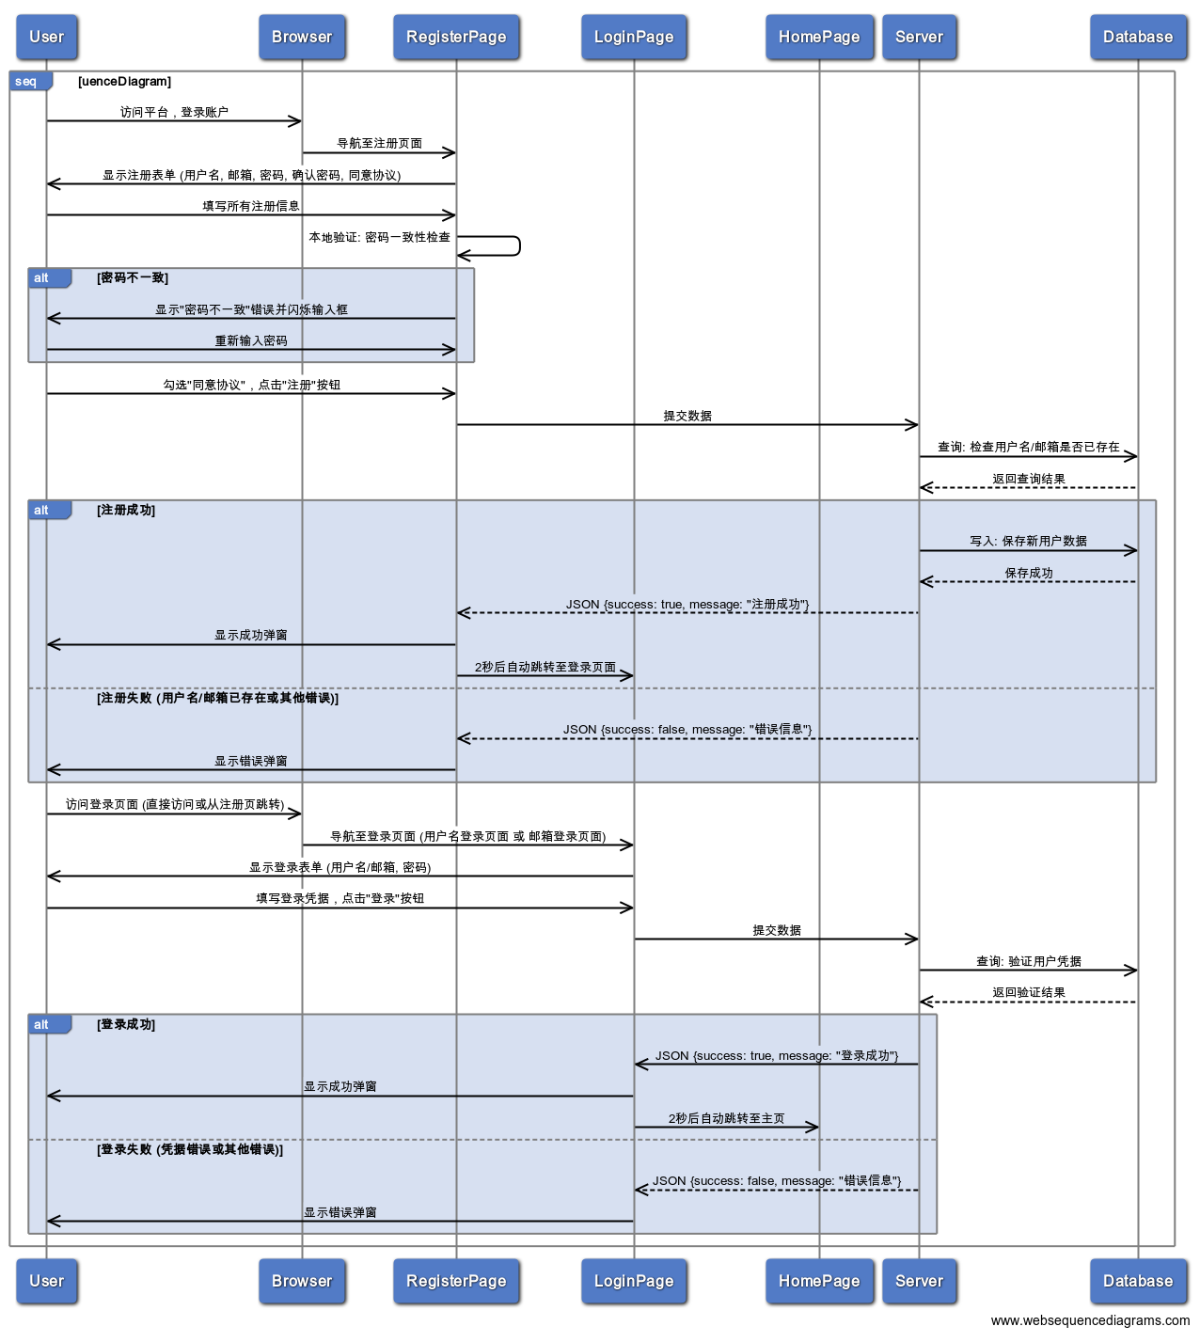 User Browser RegisterPage LoginPage HomePage Server Database
seq [uenceDiagram]
访问平台，登录账户
导航至注册页面
显示注册表单 (用户名, 邮箱, 密码, 确认密码, 同意协议)
填写所有注册信息
本地验证: 密码一致性检查
alt [密码不一致]
显示"密码不一致"错误并闪烁输入框
重新输入密码
勾选"同意协议"，点击"注册"按钮
提交数据
查询: 检查用户名/邮箱是否已存在
返回查询结果
alt [注册成功]
写入: 保存新用户数据
保存成功
JSON {success: true, message: "注册成功"}
显示成功弹窗
2秒后自动跳转至登录页面
[注册失败 (用户名/邮箱已存在或其他错误)]
JSON {success: false, message: "错误信息"}
显示错误弹窗
访问登录页面 (直接访问或从注册页跳转)
导航至登录页面 (用户名登录页面 或 邮箱登录页面)
显示登录表单 (用户名/邮箱, 密码)
填写登录凭据，点击"登录"按钮
提交数据
查询: 验证用户凭据
返回验证结果
alt [登录成功]
JSON {success: true, message: "登录成功"}
显示成功弹窗
2秒后自动跳转至主页
[登录失败 (凭据错误或其他错误)]
JSON {success: false, message: "错误信息"}
显示错误弹窗
User Browser RegisterPage LoginPage HomePage Server Database
www.websequencediagrams.com